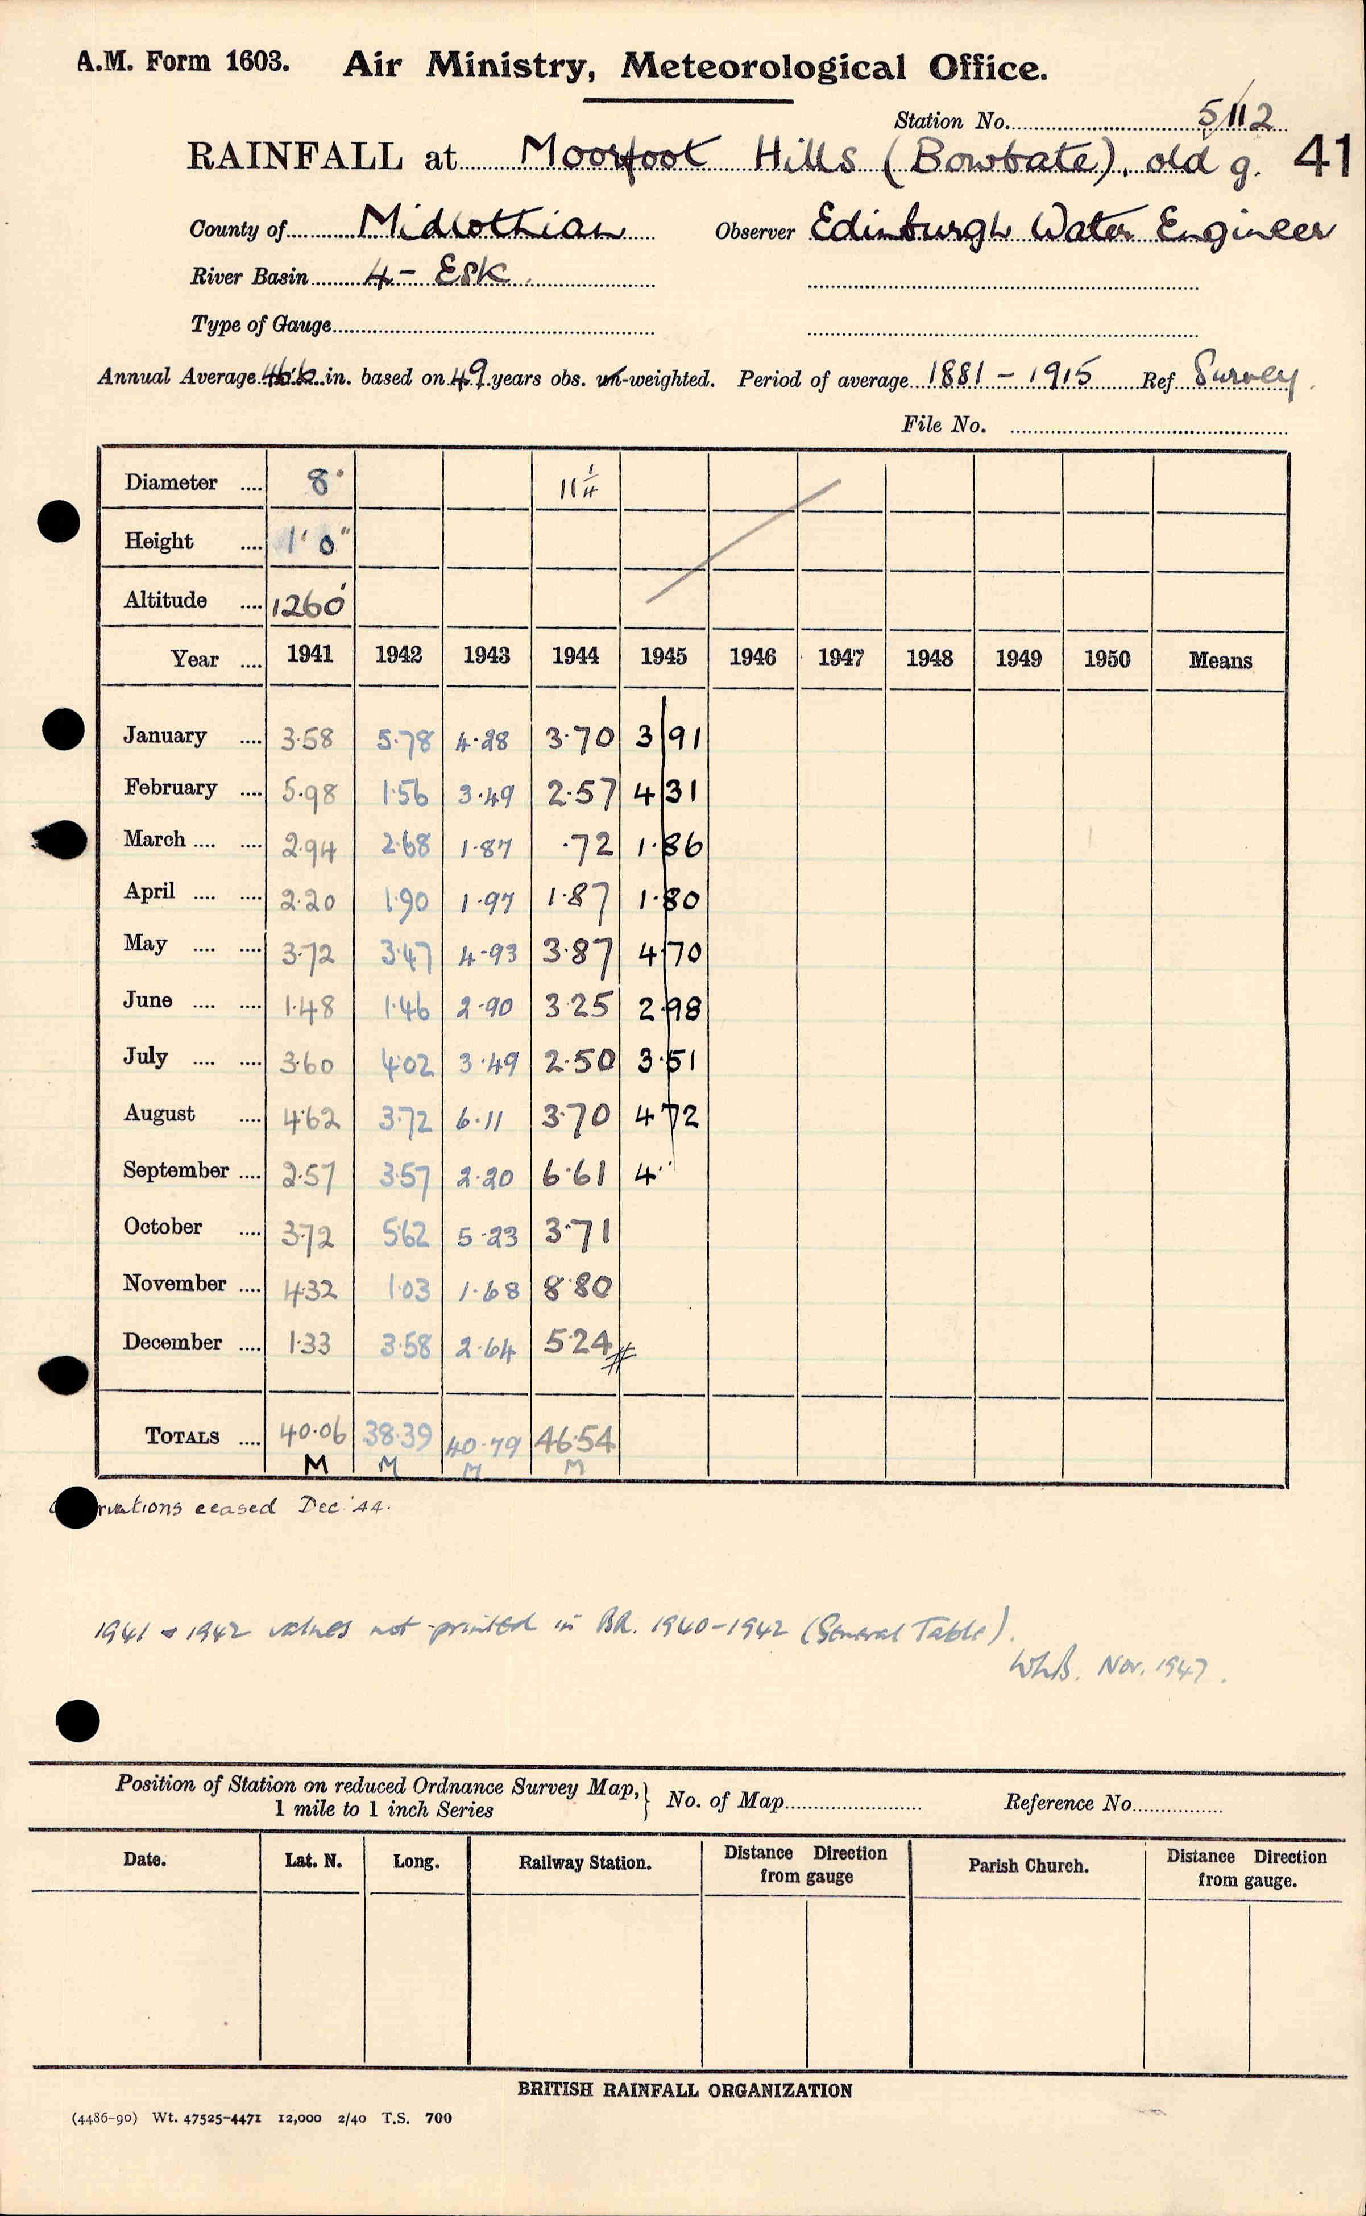 A.M. Form 1603. Air Ministry, Meteorological Office.
Station No. 5/112
RAINFALL at Moorfoot Hills (Bowbate), old g. 41
County of Midlothian Observer Edinburgh Water Engineer
River Basin 4 - Esk
Type of Gauge
Annual Average in. based on 49 years obs. un-weighted. Period of average 1881 - 1915 Ref Survey.
File No.
Diameter .... 8" 11 1/4
Height .... 1' 0"
Altitude .... 1260'
Year .... 1941 1942 1943 1944 1945 1946 1947 1948 1949 1950 Means
January .... 3.58 5.78 4.28 3.70 3.91
February .... 5.98 1.56 3.49 2.57 4.31
March .... .... 2.94 2.68 1.87 .72 1.86
April .... .... 2.20 1.90 1.97 1.87 1.80
May .... .... 3.72 3.47 4.93 3.87 4.70
June .... .... 1.48 1.46 2.90 3.25 2.98
July .... .... 3.60 4.02 3.49 2.50 3.51
August .... 4.62 3.72 6.11 3.70 4.72
September .... 2.57 3.57 2.20 6.61 4
October .... 3.72 5.62 5.23 3.71
November .... 4.32 1.03 1.68 8.80
December .... 1.33 3.58 2.64 5.24 #
TOTALS .... 40.06 38.39 40.79 46.54
M M M M
ceased Dec '44.
1941 & 1942 values not printed in B.R. 1940-1942 (General Table).
Nov. 1947.
Position of Station on reduced Ordnance Survey Map, } No. of Map Reference No.
1 mile to 1 inch Series
Date. Lat. N. Long. Railway Station. Distance Direction from gauge Parish Church. Distance Direction from gauge.
BRITISH RAINFALL ORGANIZATION
(4486-90) Wt. 47525-4471 12,000 2/40 T.S. 700